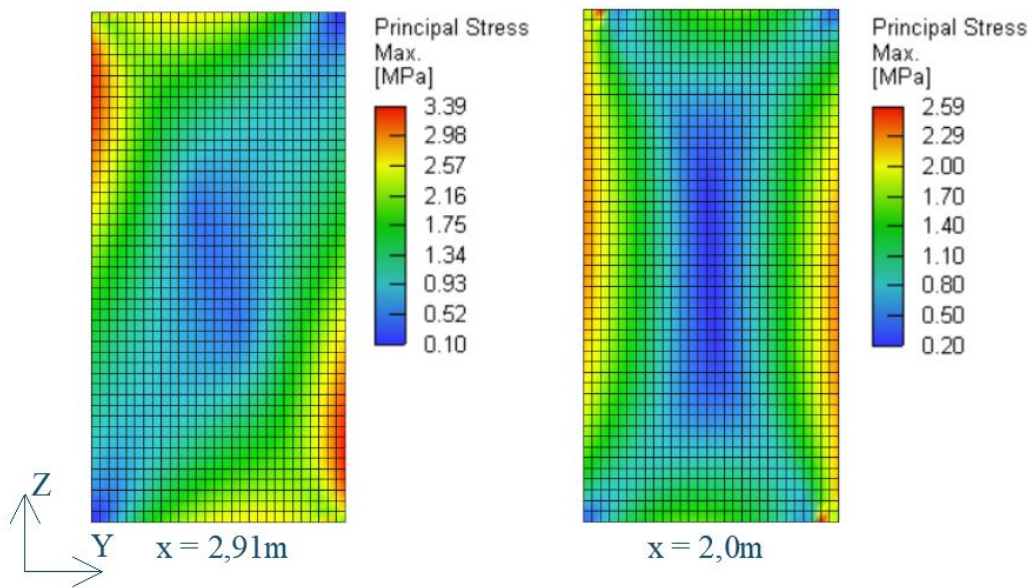 Principal Stress
Max.
[MPa]
3.39
2.98
2.57
2.16
1.75
1.34
0.93
0.52
0.10
Principal Stress
Max.
[MPa]
2.59
2.29
2.00
1.70
1.40
1.10
0.80
0.50
0.20
Z
Y
x = 2,91m
x = 2,0m